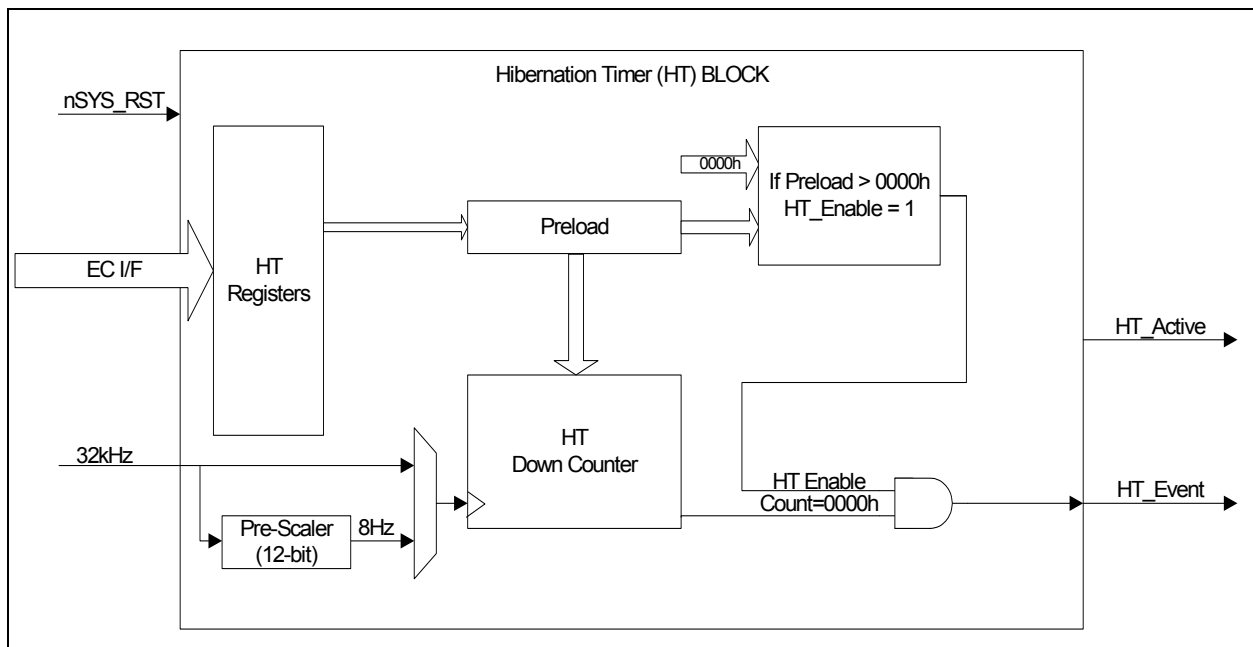 Hibernation Timer (HT) BLOCK
nSYS_RST
0000h
If Preload > 0000h
HT_Enable = 1
Preload
EC I/F
HT
Registers
HT_Active
HT
Down Counter
32kHz
HT Enable
Count=0000h
HT_Event
Pre-Scaler
(12-bit)
8Hz